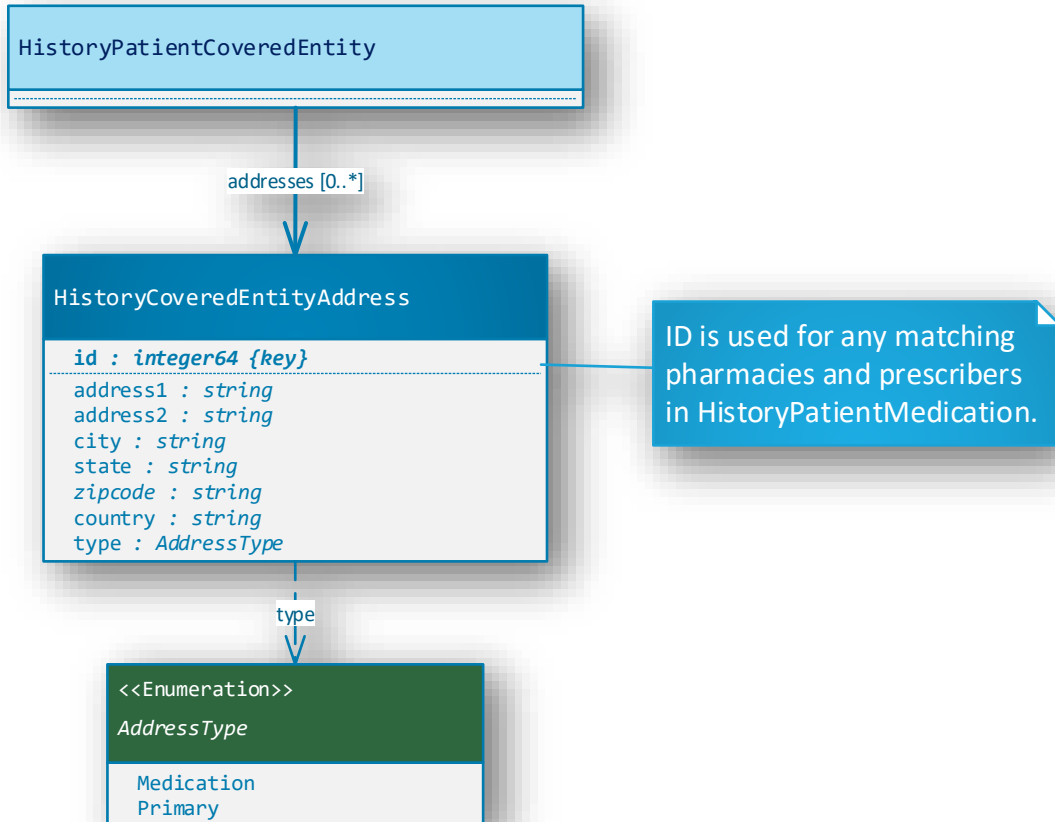 HistoryPatientCoveredEntity
addresses [0..*]
HistoryCoveredEntityAddress
id : integer64 {key}
address1 : string
address2 : string
city : string
state : string
zipcode : string
country : string
type : AddressType
ID is used for any matching
pharmacies and prescribers
in HistoryPatientMedication.
type
<<Enumeration>>
AddressType
Medication
Primary